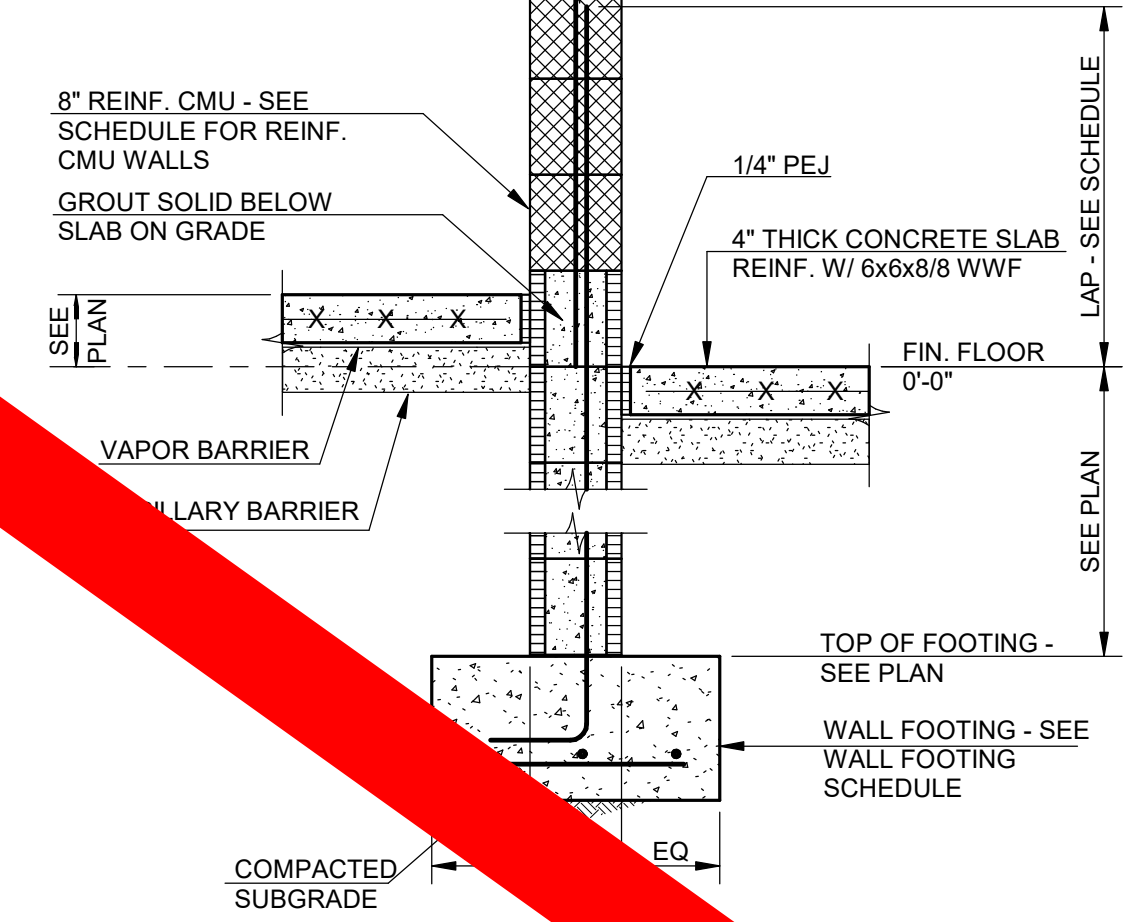 8" REINF. CMU - SEE
SCHEDULE FOR REINF.
CMU WALLS
GROUT SOLID BELOW
SLAB ON GRADE
1/4" PEJ
4" THICK CONCRETE SLAB
REINF. W/ 6x6x8/8 WWF
LAP - SEE SCHEDULE
SEE
PLAN
X X X
FIN. FLOOR
0'-0"
X X X
VAPOR BARRIER
BARRIER
SEE PLAN
TOP OF FOOTING -
SEE PLAN
WALL FOOTING - SEE
WALL FOOTING
SCHEDULE
EQ
COMPACTED
SUBGRADE